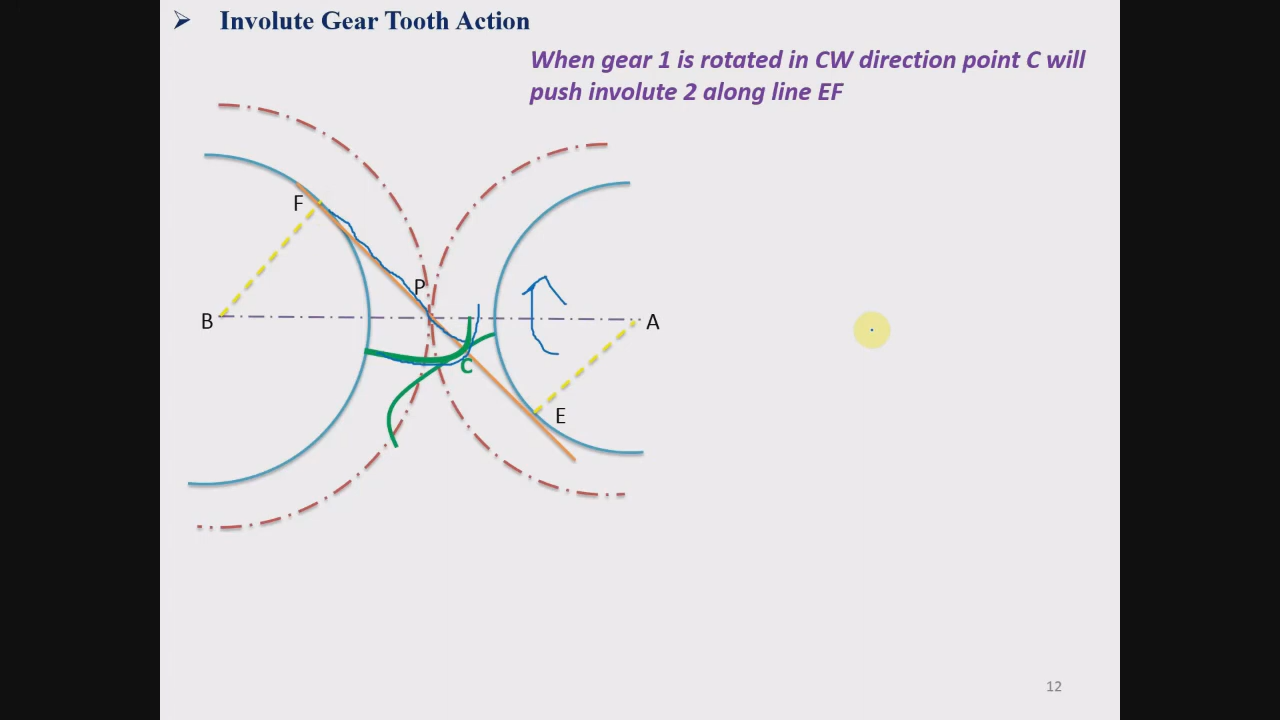 ➢ Involute Gear Tooth Action
When gear 1 is rotated in CW direction point C will
push involute 2 along line EF
F
P
B
A
C
E
12